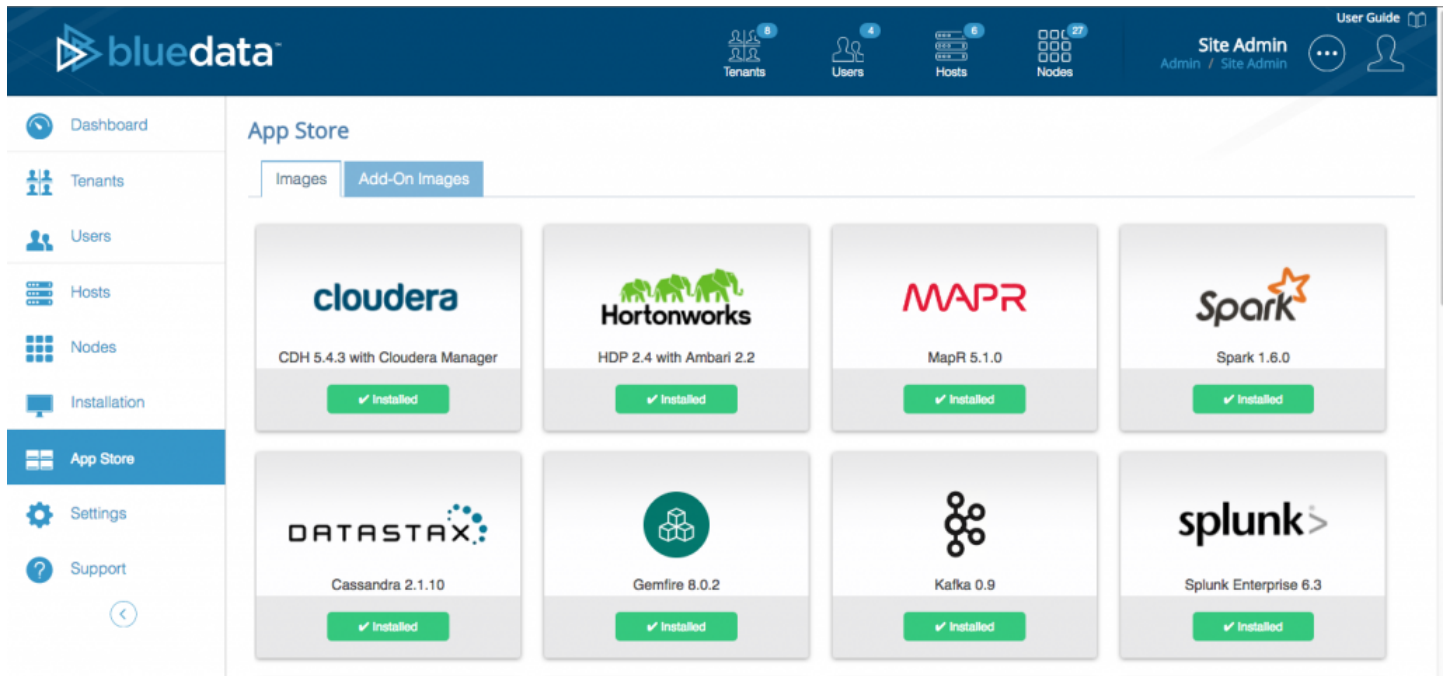 User Guide
bluedata
8
4
6
27
Tenants
Users
Hosts
Nodes
Site Admin
Admin / Site Admin
Dashboard
Tenants
Users
Hosts
Nodes
Installation
App Store
Settings
Support
App Store
Images
Add-On Images
cloudera
Hortonworks
MAPR
Spark
CDH 5.4.3 with Cloudera Manager
HDP 2.4 with Ambari 2.2
MapR 5.1.0
Spark 1.6.0
✔ Installed
✔ Installed
✔ Installed
✔ Installed
DATASTAX
splunk>
Cassandra 2.1.10
Gemfire 8.0.2
Kafka 0.9
Splunk Enterprise 6.3
✔ Installed
✔ Installed
✔ Installed
✔ Installed